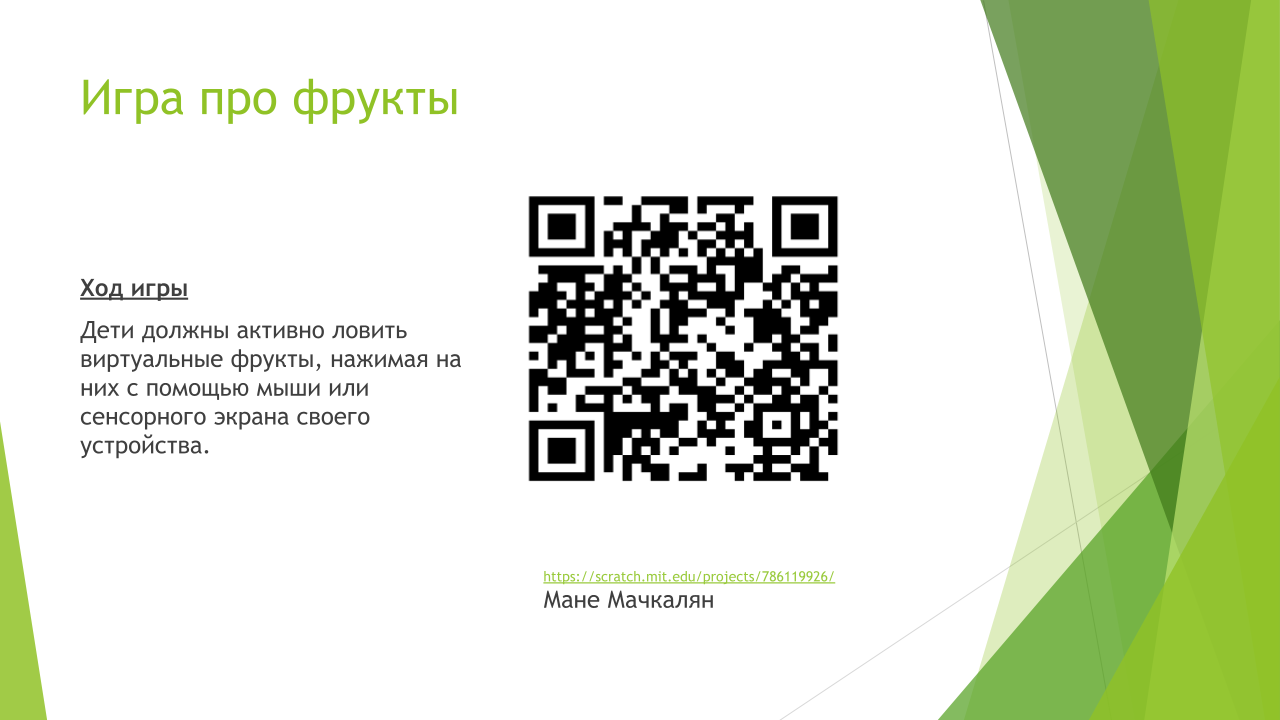 Игра про фрукты
Ход игры
Дети должны активно ловить
виртуальные фрукты, нажимая на
них с помощью мыши или
сенсорного экрана своего
устройства.
https://scratch.mit.edu/projects/786119926/
Мане Мачкалян